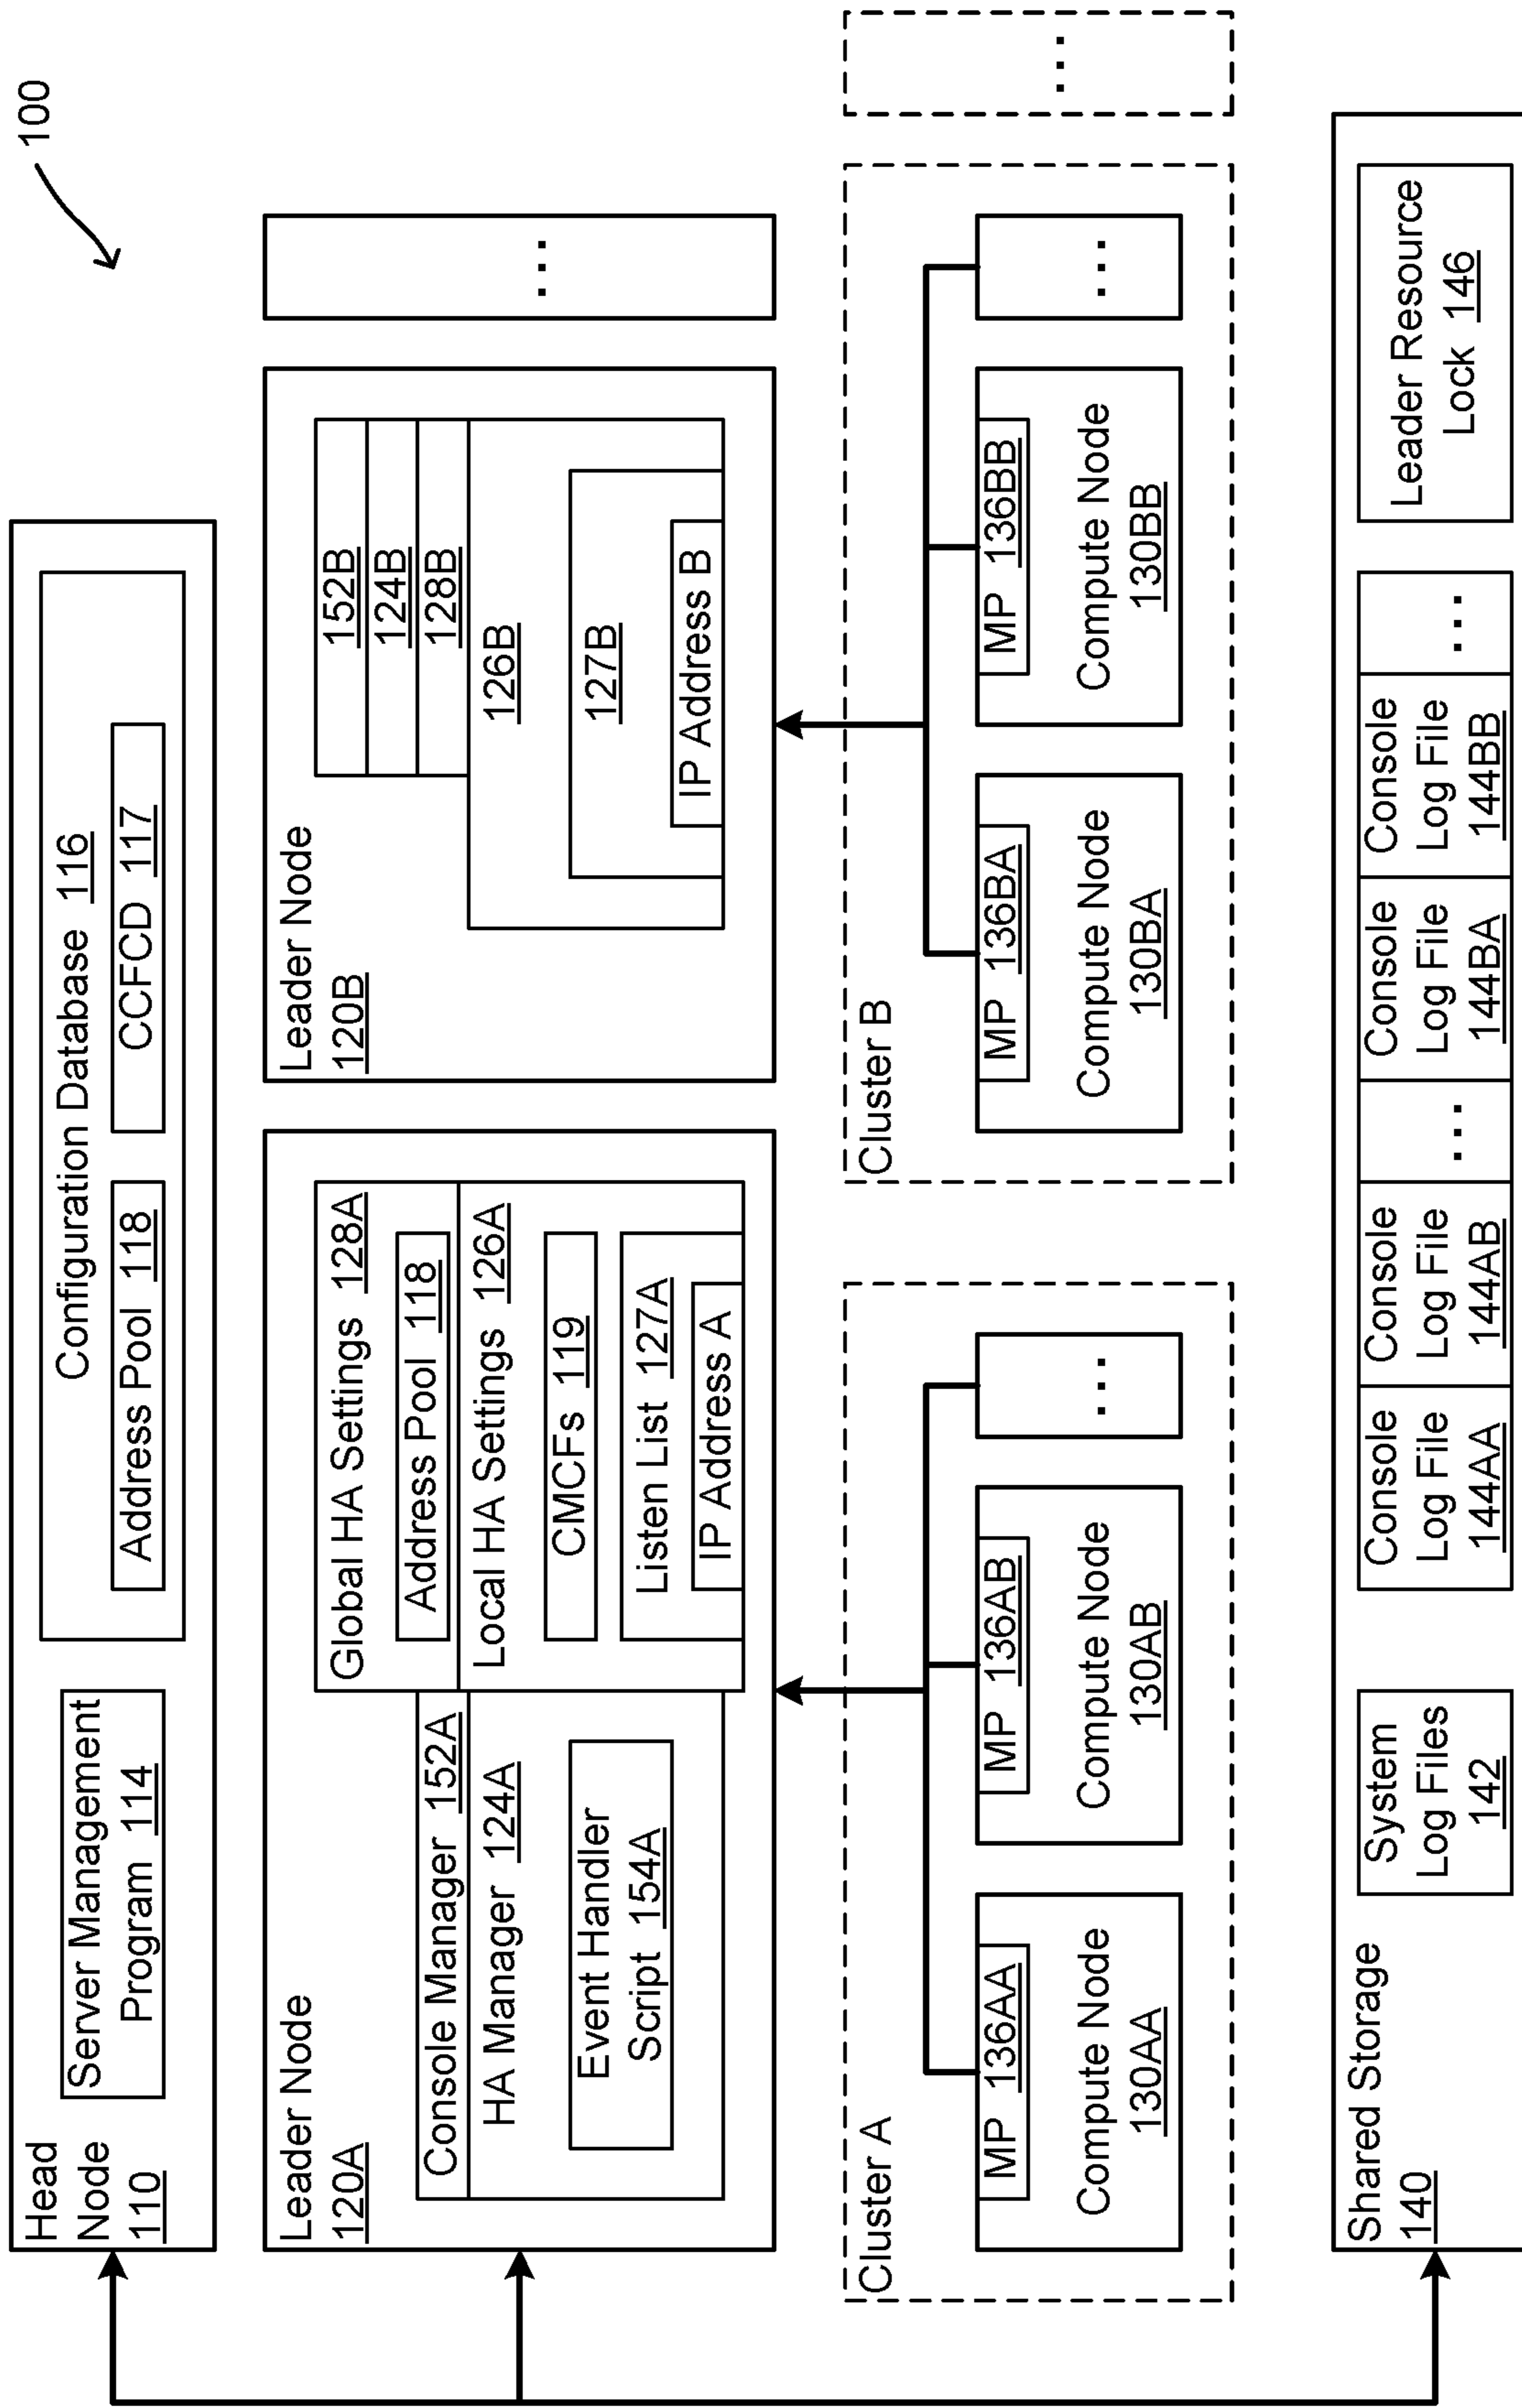 100
Head
Node
110
Server Management
Program 114
Configuration Database 116
Address Pool 118
CCFCD 117
Leader Node
120A
Console Manager 152A
HA Manager 124A
Event Handler
Script 154A
Global HA Settings 128A
Address Pool 118
Local HA Settings 126A
CMCFs 119
Listen List 127A
IP Address A
Leader Node
120B
152B
124B
128B
126B
127B
IP Address B
...
Cluster A
MP 136AA
Compute Node
130AA
MP 136AB
Compute Node
130AB
...
Cluster B
MP 136BA
Compute Node
130BA
MP 136BB
Compute Node
130BB
...
...
Shared Storage
140
System
Log Files
142
Console
Log File
144AA
Console
Log File
144AB
...
Console
Log File
144BA
Console
Log File
144BB
...
Leader Resource
Lock 146